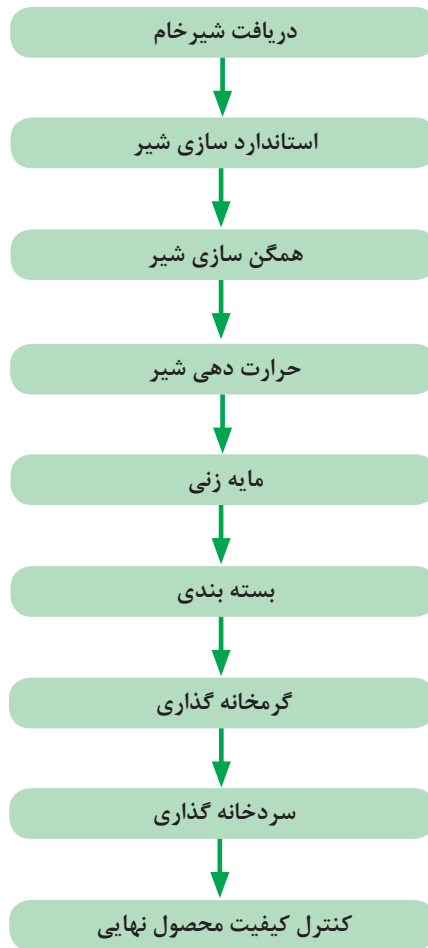 دریافت شیرخام
استاندارد سازی شیر
همگن سازی شیر
حرارت دهی شیر
مایه زنی
بسته بندی
گرمخانه گذاری
سردخانه گذاری
کنترل کیفیت محصول نهایی